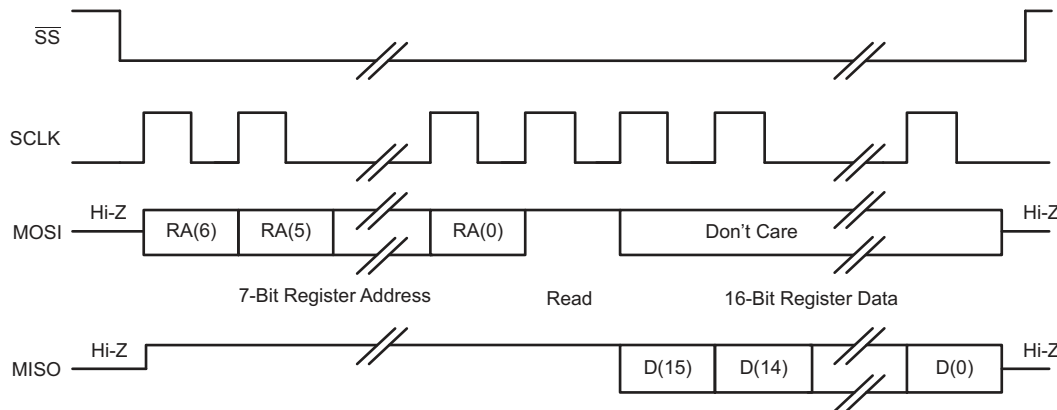 SS
SCLK
Hi-Z Hi-Z
MOSI RA(6) RA(5) RA(0) Don't Care
7-Bit Register Address Read 16-Bit Register Data
Hi-Z Hi-Z
MISO D(15) D(14) D(0)